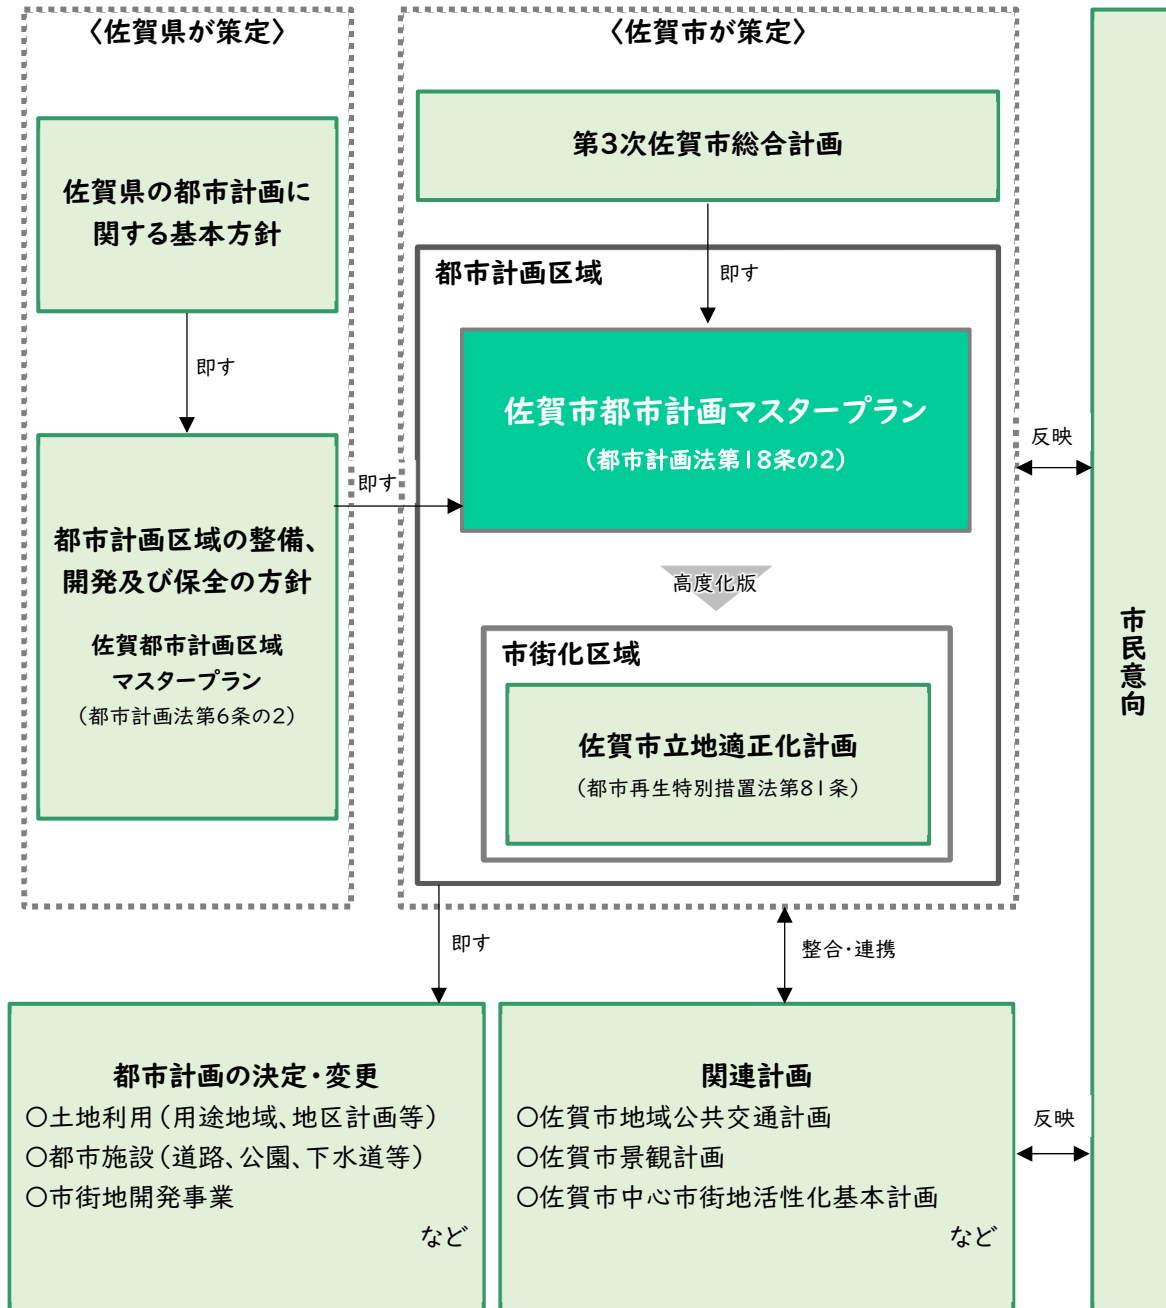 〈佐賀県が策定〉
佐賀県の都市計画に
関する基本方針
即す
都市計画区域の整備、
開発及び保全の方針
佐賀都市計画区域
マスタープラン
（都市計画法第6条の2）
即す
〈佐賀市が策定〉
第3次佐賀市総合計画
都市計画区域
即す
佐賀市都市計画マスタープラン
（都市計画法第18条の2）
高度化版
市街化区域
佐賀市立地適正化計画
（都市再生特別措置法第81条）
反映
市民意向
即す
整合・連携
都市計画の決定・変更
○土地利用（用途地域、地区計画等）
○都市施設（道路、公園、下水道等）
○市街地開発事業
など
関連計画
○佐賀市地域公共交通計画
○佐賀市景観計画
○佐賀市中心市街地活性化基本計画
など
反映